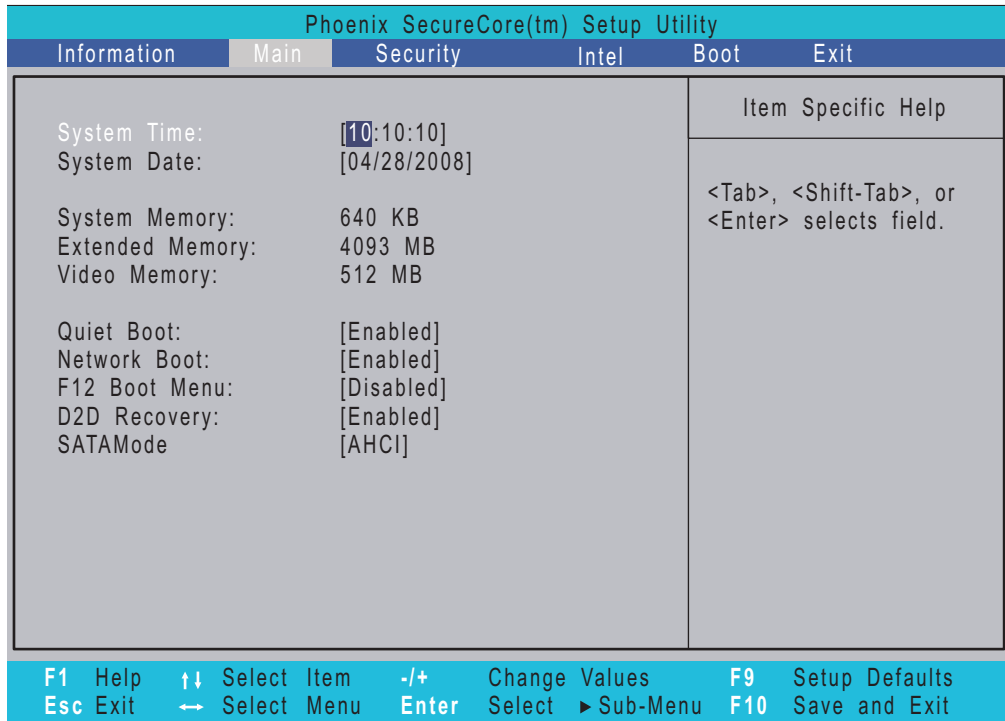 Phoenix SecureCore(tm) Setup Utility
Information Main Security Intel Boot Exit
System Time: [10:10:10]
System Date: [04/28/2008]
System Memory: 640 KB
Extended Memory: 4093 MB
Video Memory: 512 MB
Quiet Boot: [Enabled]
Network Boot: [Enabled]
F12 Boot Menu: [Disabled]
D2D Recovery: [Enabled]
SATAMode [AHCI]
Item Specific Help
<Tab>, <Shift-Tab>, or
<Enter> selects field.
F1 Help ↑↓ Select Item -/+ Change Values F9 Setup Defaults
Esc Exit ↔ Select Menu Enter Select ▶ Sub-Menu F10 Save and Exit